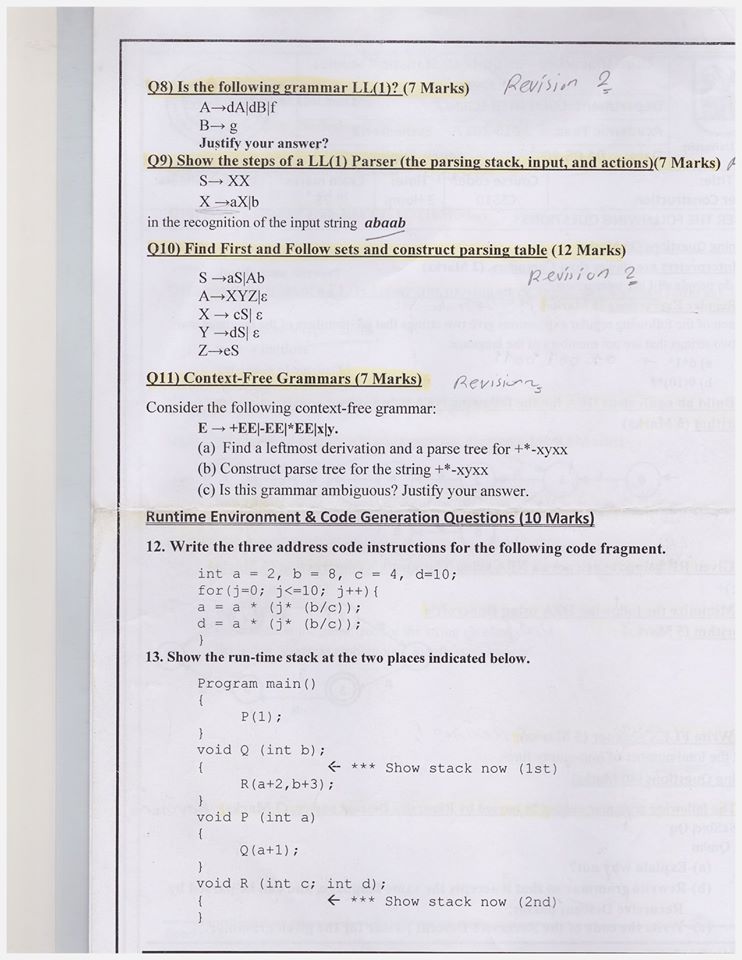 Q8) Is the following grammar LL(1)? (7 Marks) Revision 2
A→dA|dB|f
B→ g
Justify your answer?
Q9) Show the steps of a LL(1) Parser (the parsing stack, input, and actions)(7 Marks)
S→ XX
X →aX|b
in the recognition of the input string abaab
Q10) Find First and Follow sets and construct parsing table (12 Marks)
Revision 2
S →aS|Ab
A→XYZ|ε
X → cS| ε
Y →dS| ε
Z→eS
Q11) Context-Free Grammars (7 Marks) Revision
Consider the following context-free grammar:
E → +EE|-EE|*EE|x|y.
(a) Find a leftmost derivation and a parse tree for +*-xyxx
(b) Construct parse tree for the string +*-xyxx
(c) Is this grammar ambiguous? Justify your answer.
Runtime Environment & Code Generation Questions (10 Marks)
12. Write the three address code instructions for the following code fragment.
int a = 2, b = 8, c = 4, d=10;
for(j=0; j<=10; j++){
a = a * (j* (b/c));
d = a * (j* (b/c));
}
13. Show the run-time stack at the two places indicated below.
Program main()
{
P(1);
}
void Q (int b);
{ ← *** Show stack now (1st)
R(a+2,b+3);
}
void P (int a)
{
Q(a+1);
}
void R (int c; int d);
{ ← *** Show stack now (2nd)
}